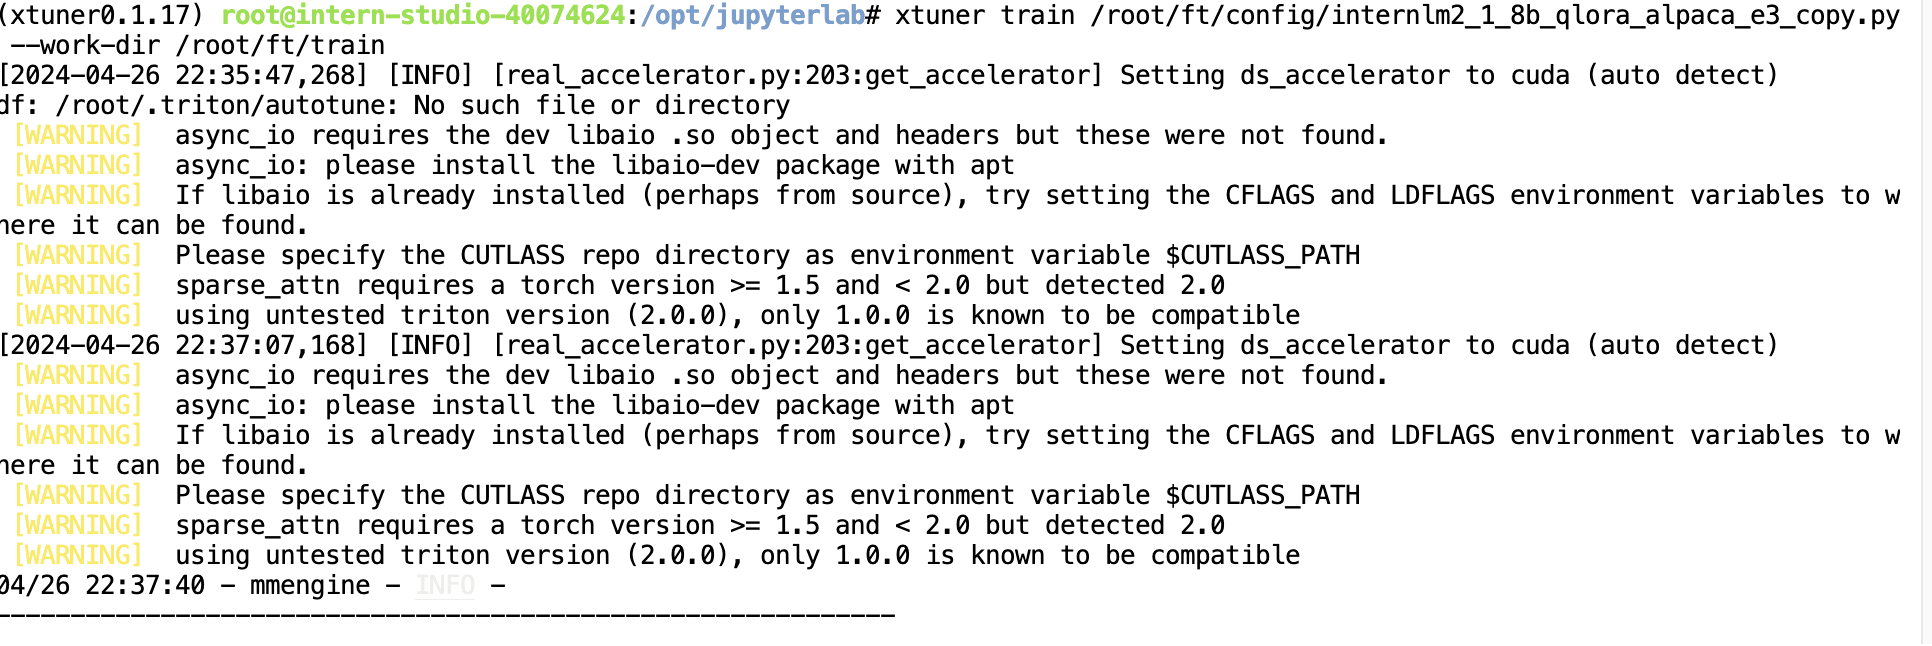 (xtuner0.1.17) root@intern-studio-40074624:/opt/jupyterlab# xtuner train /root/ft/config/internlm2_1_8b_qlora_alpaca_e3_copy.py
--work-dir /root/ft/train
[2024-04-26 22:35:47,268] [INFO] [real_accelerator.py:203:get_accelerator] Setting ds_accelerator to cuda (auto detect)
df: /root/.triton/autotune: No such file or directory
[WARNING]  async_io requires the dev libaio .so object and headers but these were not found.
[WARNING]  async_io: please install the libaio-dev package with apt
[WARNING]  If libaio is already installed (perhaps from source), try setting the CFLAGS and LDFLAGS environment variables to w
here it can be found.
[WARNING]  Please specify the CUTLASS repo directory as environment variable $CUTLASS_PATH
[WARNING]  sparse_attn requires a torch version >= 1.5 and < 2.0 but detected 2.0
[WARNING]  using untested triton version (2.0.0), only 1.0.0 is known to be compatible
[2024-04-26 22:37:07,168] [INFO] [real_accelerator.py:203:get_accelerator] Setting ds_accelerator to cuda (auto detect)
[WARNING]  async_io requires the dev libaio .so object and headers but these were not found.
[WARNING]  async_io: please install the libaio-dev package with apt
[WARNING]  If libaio is already installed (perhaps from source), try setting the CFLAGS and LDFLAGS environment variables to w
here it can be found.
[WARNING]  Please specify the CUTLASS repo directory as environment variable $CUTLASS_PATH
[WARNING]  sparse_attn requires a torch version >= 1.5 and < 2.0 but detected 2.0
[WARNING]  using untested triton version (2.0.0), only 1.0.0 is known to be compatible
04/26 22:37:40 - mmengine - INFO -
------------------------------------------------------------